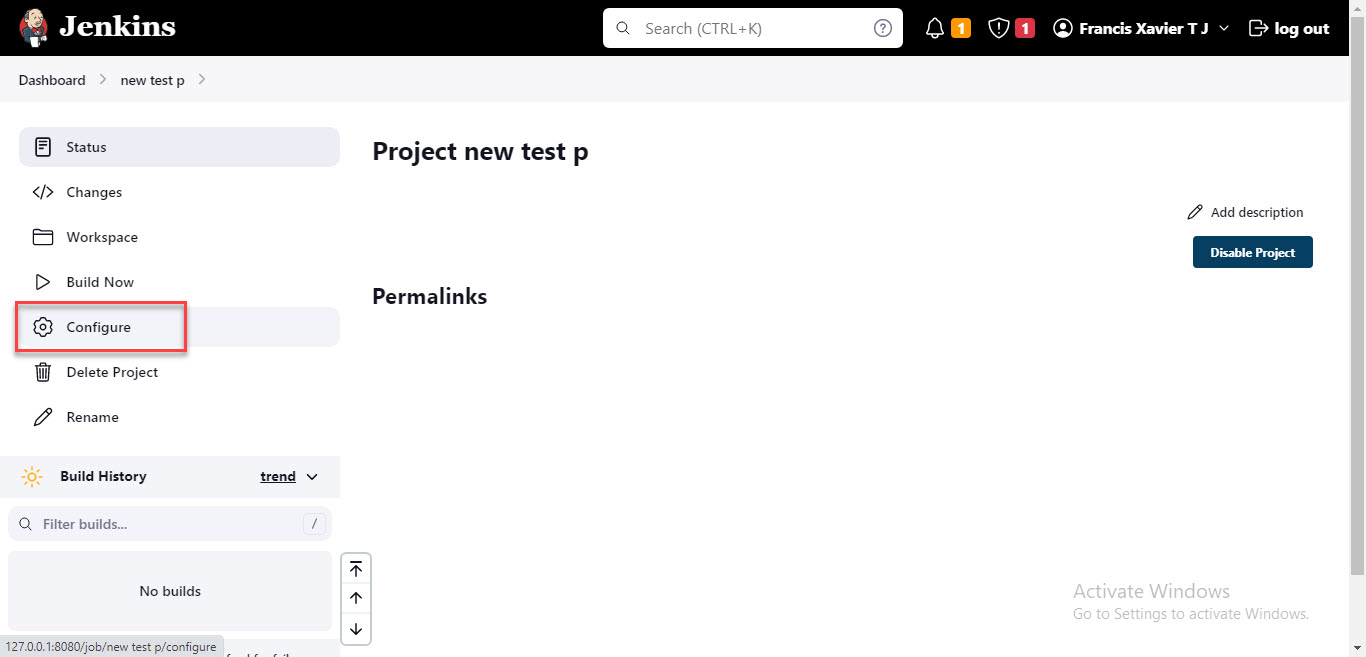 Jenkins
Search (CTRL+K)
?
1
1
Francis Xavier T J
log out
Dashboard
new test p
Status
Changes
Workspace
Build Now
Configure
Delete Project
Rename
Project new test p
Add description
Disable Project
Permalinks
Build History
trend
Filter builds...
/
No builds
Activate Windows
Go to Settings to activate Windows.
127.0.0.1:8080/job/new test p/configure